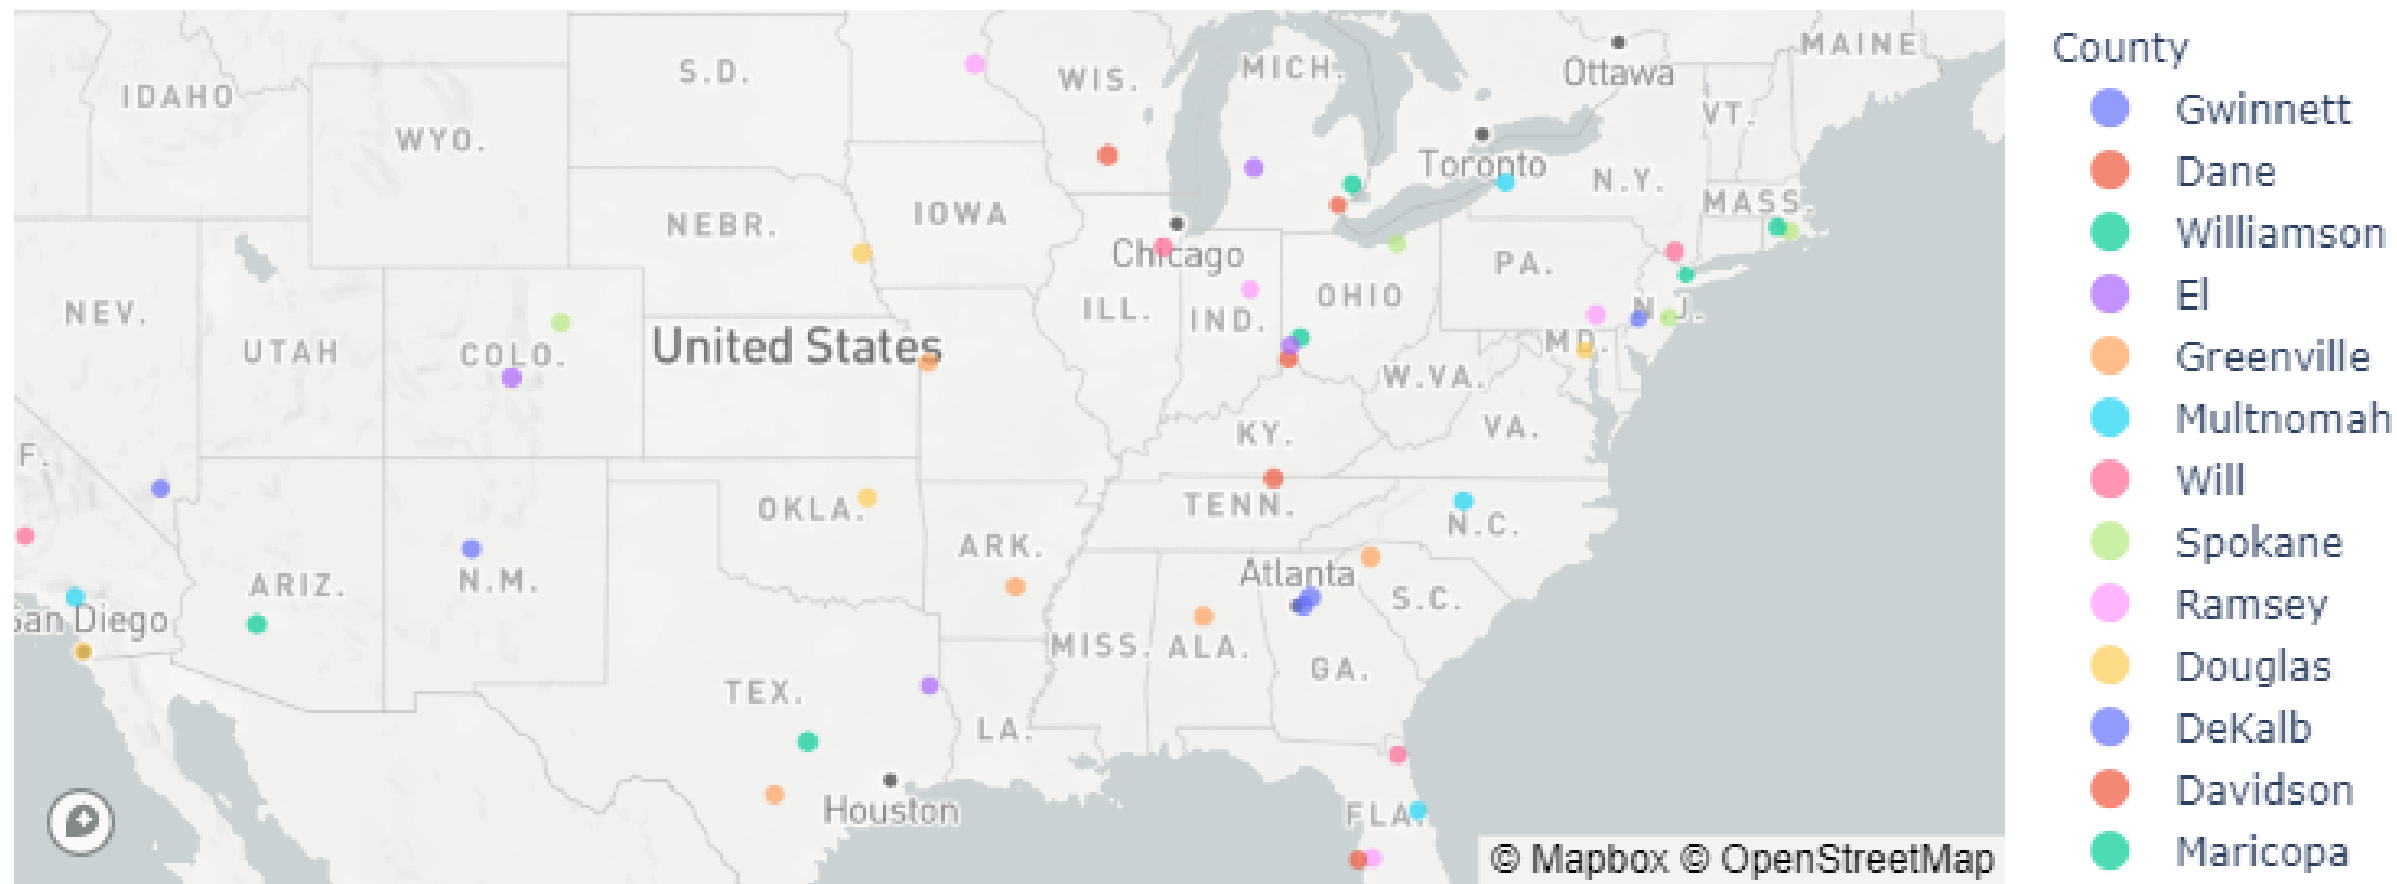 IDAHO
WYO.
S.D.
WIS.
MICH.
Ottawa
MAINE
VT.
Toronto
N.Y.
MASS.
NEBR.
IOWA
Chicago
PA.
NEV.
UTAH
COLO.
United States
ILL.
IND.
OHIO
N.J.
MD.
W.VA.
VA.
KY.
F.
OKLA.
TENN.
N.C.
ARK.
Atlanta
ARIZ.
N.M.
S.C.
San Diego
MISS.
ALA.
GA.
TEX.
LA.
Houston
FLA.
© Mapbox © OpenStreetMap
County
Gwinnett
Dane
Williamson
El
Greenville
Multnomah
Will
Spokane
Ramsey
Douglas
DeKalb
Davidson
Maricopa